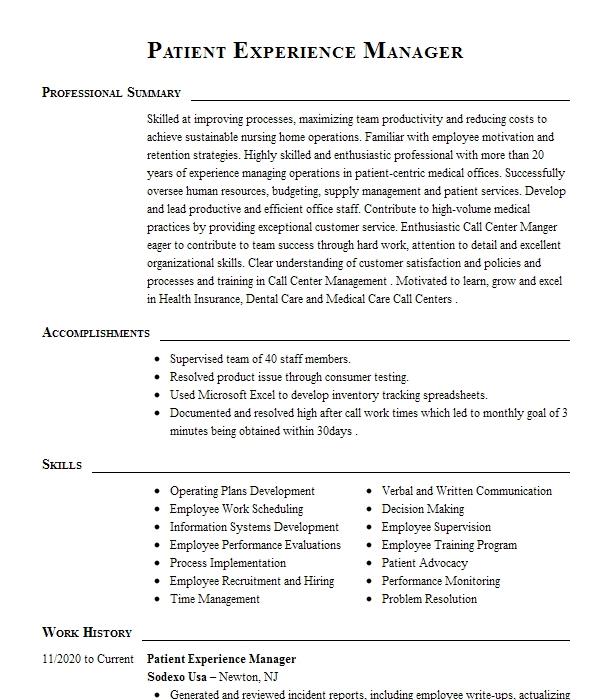 Patient Experience Manager
Professional Summary
Skilled at improving processes, maximizing team productivity and reducing costs to
achieve sustainable nursing home operations. Familiar with employee motivation and
retention strategies. Highly skilled and enthusiastic professional with more than 20
years of experience managing operations in patient-centric medical offices. Successfully
oversee human resources, budgeting, supply management and patient services. Develop
and lead productive and efficient office staff. Contribute to high-volume medical
practices by providing exceptional customer service. Enthusiastic Call Center Manger
eager to contribute to team success through hard work, attention to detail and excellent
organizational skills. Clear understanding of customer satisfaction and policies and
processes and training in Call Center Management . Motivated to learn, grow and excel
in Health Insurance, Dental Care and Medical Care Call Centers .
Accomplishments
• Supervised team of 40 staff members.
• Resolved product issue through consumer testing.
• Used Microsoft Excel to develop inventory tracking spreadsheets.
• Documented and resolved high after call work times which led to monthly goal of 3
minutes being obtained within 30days .
Skills
• Operating Plans Development
• Employee Work Scheduling
• Information Systems Development
• Employee Performance Evaluations
• Process Implementation
• Employee Recruitment and Hiring
• Time Management
• Verbal and Written Communication
• Decision Making
• Employee Supervision
• Employee Training Program
• Patient Advocacy
• Performance Monitoring
• Problem Resolution
Work History
11/2020 to Current Patient Experience Manager
Sodexo Usa – Newton, NJ
• Generated and reviewed incident reports, including employee write-ups, actualizing